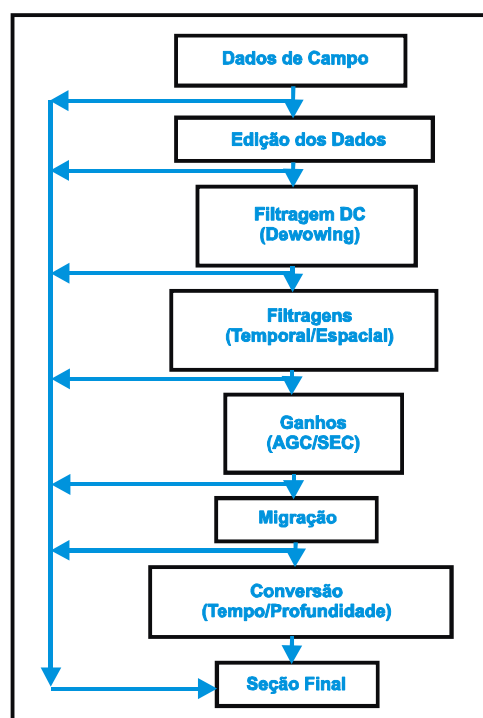 Dados de Campo
Edição dos Dados
Filtragem DC
(Dewowing)
Filtragens
(Temporal/Espacial)
Ganhos
(AGC/SEC)
Migração
Conversão
(Tempo/Profundidade)
Seção Final